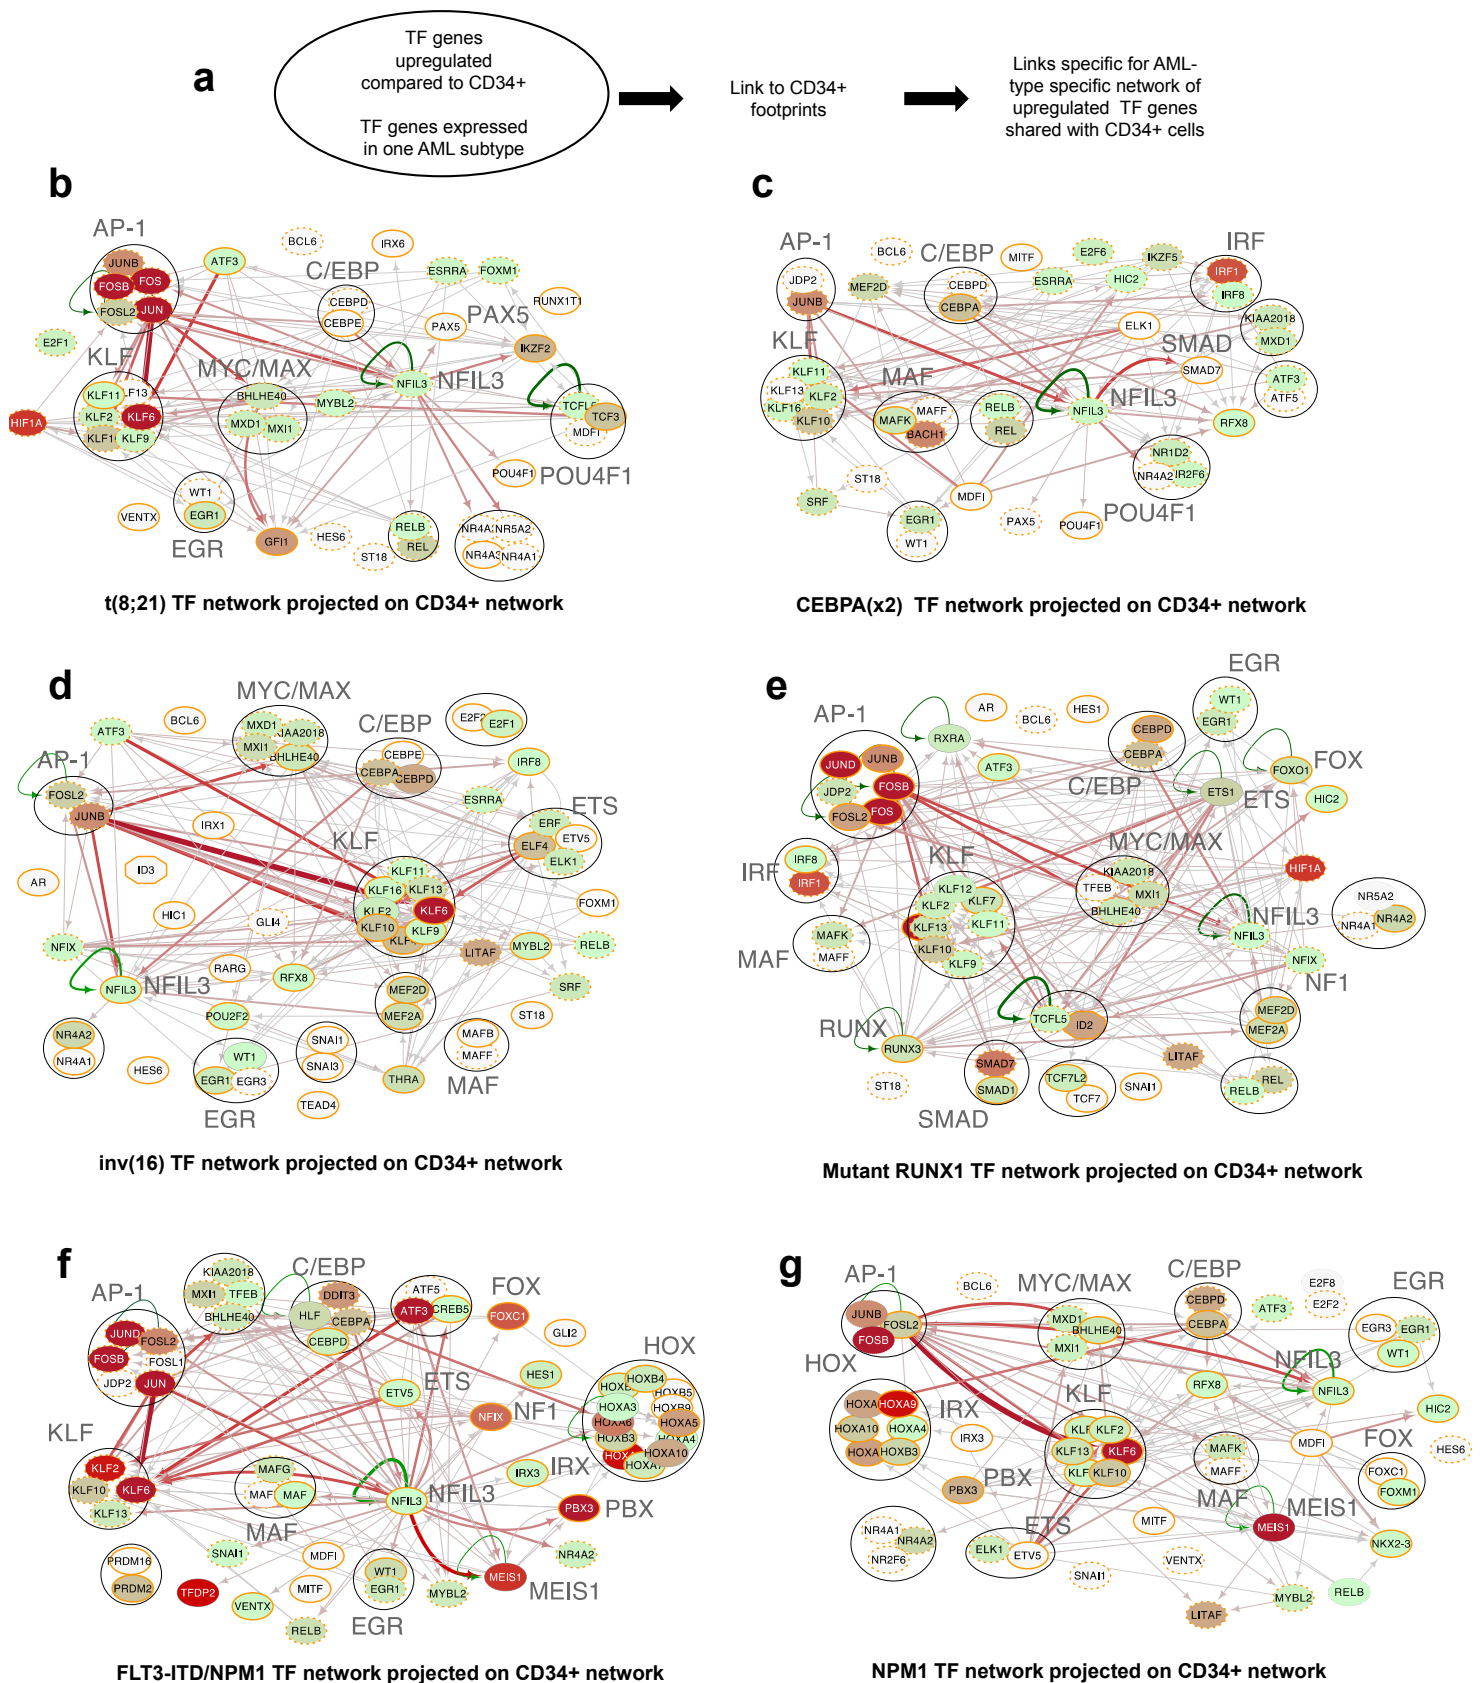 a
TF genes
upregulated
compared to CD34+
TF genes expressed
in one AML subtype
Link to CD34+
footprints
Links specific for AML-
type specific network of
upregulated TF genes
shared with CD34+ cells
b
AP-1
JUNB
FOSB
FOS
FOSL2
JUN
ATF3
BCL6
IRX6
C/EBP
CEBPD
CEBPE
ESRRA
FOXM1
RUNX1T1
PAX5
PAX5
IKZF2
E2F1
KLF
KLF11
KLF2
KLF6
KLF9
HIF1A
MYC/MAX
BHLHE40
MXD1
MXI1
MYBL2
NFIL3
NFIL3
TCF3
MDFI
POU4F1
POU4F1
VENTX
WT1
EGR1
EGR
GFI1
HES6
ST18
RELB
REL
NR5A2
NR4A1
t(8;21) TF network projected on CD34+ network
c
AP-1
JDP2
JUNB
BCL6
MEF2D
C/EBP
CEBPD
CEBPA
MITF
ESRRA
E2F6
HIC2
IKZF5
IRF
IRF1
IRF8
KIAA2018
MXD1
ELK1
SMAD
SMAD7
ATF3
ATF5
KLF
KLF11
KLF13
KLF2
KLF16
KLF10
MAF
MAFF
MAFK
BACH1
RELB
REL
NFIL3
NFIL3
RFX8
NR1D2
NR4A2
POU4F1
POU4F1
SRF
ST18
EGR1
WT1
MDFI
PAX5
CEBPA(x2) TF network projected on CD34+ network
d
MYC/MAX
MXD1
MXI1
BHLHE40
BCL6
ATF3
C/EBP
CEBPE
CEBPA
CEBPD
E2F1
IRF8
ESRRA
ETS
ERF
ETV5
ELF4
ELK1
AP-1
FOSL2
JUNB
IRX1
ID3
AR
HIC1
GLI4
KLF
KLF11
KLF16
KLF13
KLF2
KLF6
KLF10
KLF9
FOXM1
NFIX
NFIL3
NFIL3
RARG
RFX8
LITAF
MYBL2
RELB
SRF
MEF2D
MEF2A
POU2F2
ST18
NR4A2
NR4A1
HES6
WT1
EGR1
EGR3
EGR
SNAI1
SNAI3
TEAD4
THRA
MAFB
MAFF
MAF
inv(16) TF network projected on CD34+ network
e
EGR
WT1
EGR1
AP-1
JUND
JUNB
JDP2
FOSB
FOSL2
FOS
RXRA
AR
BCL6
HES1
ATF3
CEBPD
CEBPA
C/EBP
ETS1
ETS
FOXO1
FOX
HIC2
IRF
IRF8
IRF1
KLF
KLF12
KLF2
KLF7
KLF13
KLF11
KLF10
KLF9
MYC/MAX
KIAA2018
TFEB
MXI1
BHLHE40
HIF1A
NFIL3
NFIL3
NR5A2
NR4A1
NR4A2
MAFK
MAFF
MAF
NFIX
NF1
RUNX
RUNX3
TCFL5
ID2
MEF2D
MEF2A
LITAF
ST18
SMAD7
SMAD1
SMAD
TCF7L2
TCF7
SNAI1
REL
RELB
Mutant RUNX1 TF network projected on CD34+ network
f
KIAA2018
MXI1
TFEB
BHLHE40
C/EBP
DDIT3
HLF
CEBPA
CEBPD
ATF5
ATF3
CREB5
FOX
FOXC1
GLI2
AP-1
JUND
FOSL2
FOSB
FOSL1
JDP2
JUN
ETV5
ETS
HES1
NFIX
NF1
HOX
HOXB4
HOXB5
HOXA3
HOXB9
HOXA6
HOXA5
HOXB3
HOXA4
HOXA10
KLF
KLF2
KLF10
KLF6
KLF13
MAFG
MAF
MAF
NFIL3
NFIL3
IRX3
IRX
PBX3
PBX
NR4A2
PRDM16
PRDM2
SNAI1
MDFI
MITF
TFDP2
VENTX
RELB
WT1
EGR1
EGR
MYBL2
MEIS1
MEIS1
FLT3-ITD/NPM1 TF network projected on CD34+ network
g
AP-1
JUNB
FOSL2
FOSB
BCL6
MYC/MAX
MXD1
BHLHE40
MXI1
C/EBP
CEBPD
CEBPA
E2F8
E2F2
ATF3
EGR
EGR3
EGR1
WT1
HOX
HOXA9
HOXA10
HOXA4
HOXB3
IRX
IRX3
PBX
PBX3
KLF
KLF2
KLF13
KLF6
KLF10
RFX8
NFIL3
NFIL3
HIC2
MDFI
HES6
MAFK
MAFF
MAF
FOX
FOXC1
FOXM1
MEIS1
MEIS1
MITF
NKX2-3
NR4A1
NR4A2
NR2F6
ETS
ELK1
ETV5
SNAI1
VENTX
LITAF
MYBL2
RELB
NPM1 TF network projected on CD34+ network